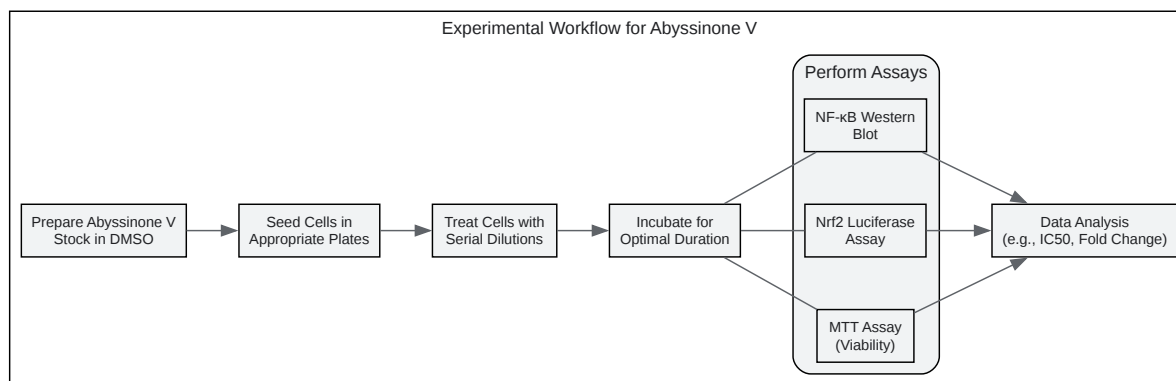 Experimental Workflow for Abyssinone V
Perform Assays
NF-κB Western
Blot
Prepare Abyssinone V
Stock in DMSO
Seed Cells in
Appropriate Plates
Treat Cells with
Serial Dilutions
Incubate for
Optimal Duration
Nrf2 Luciferase
Assay
Data Analysis
(e.g., IC50, Fold Change)
MTT Assay
(Viability)